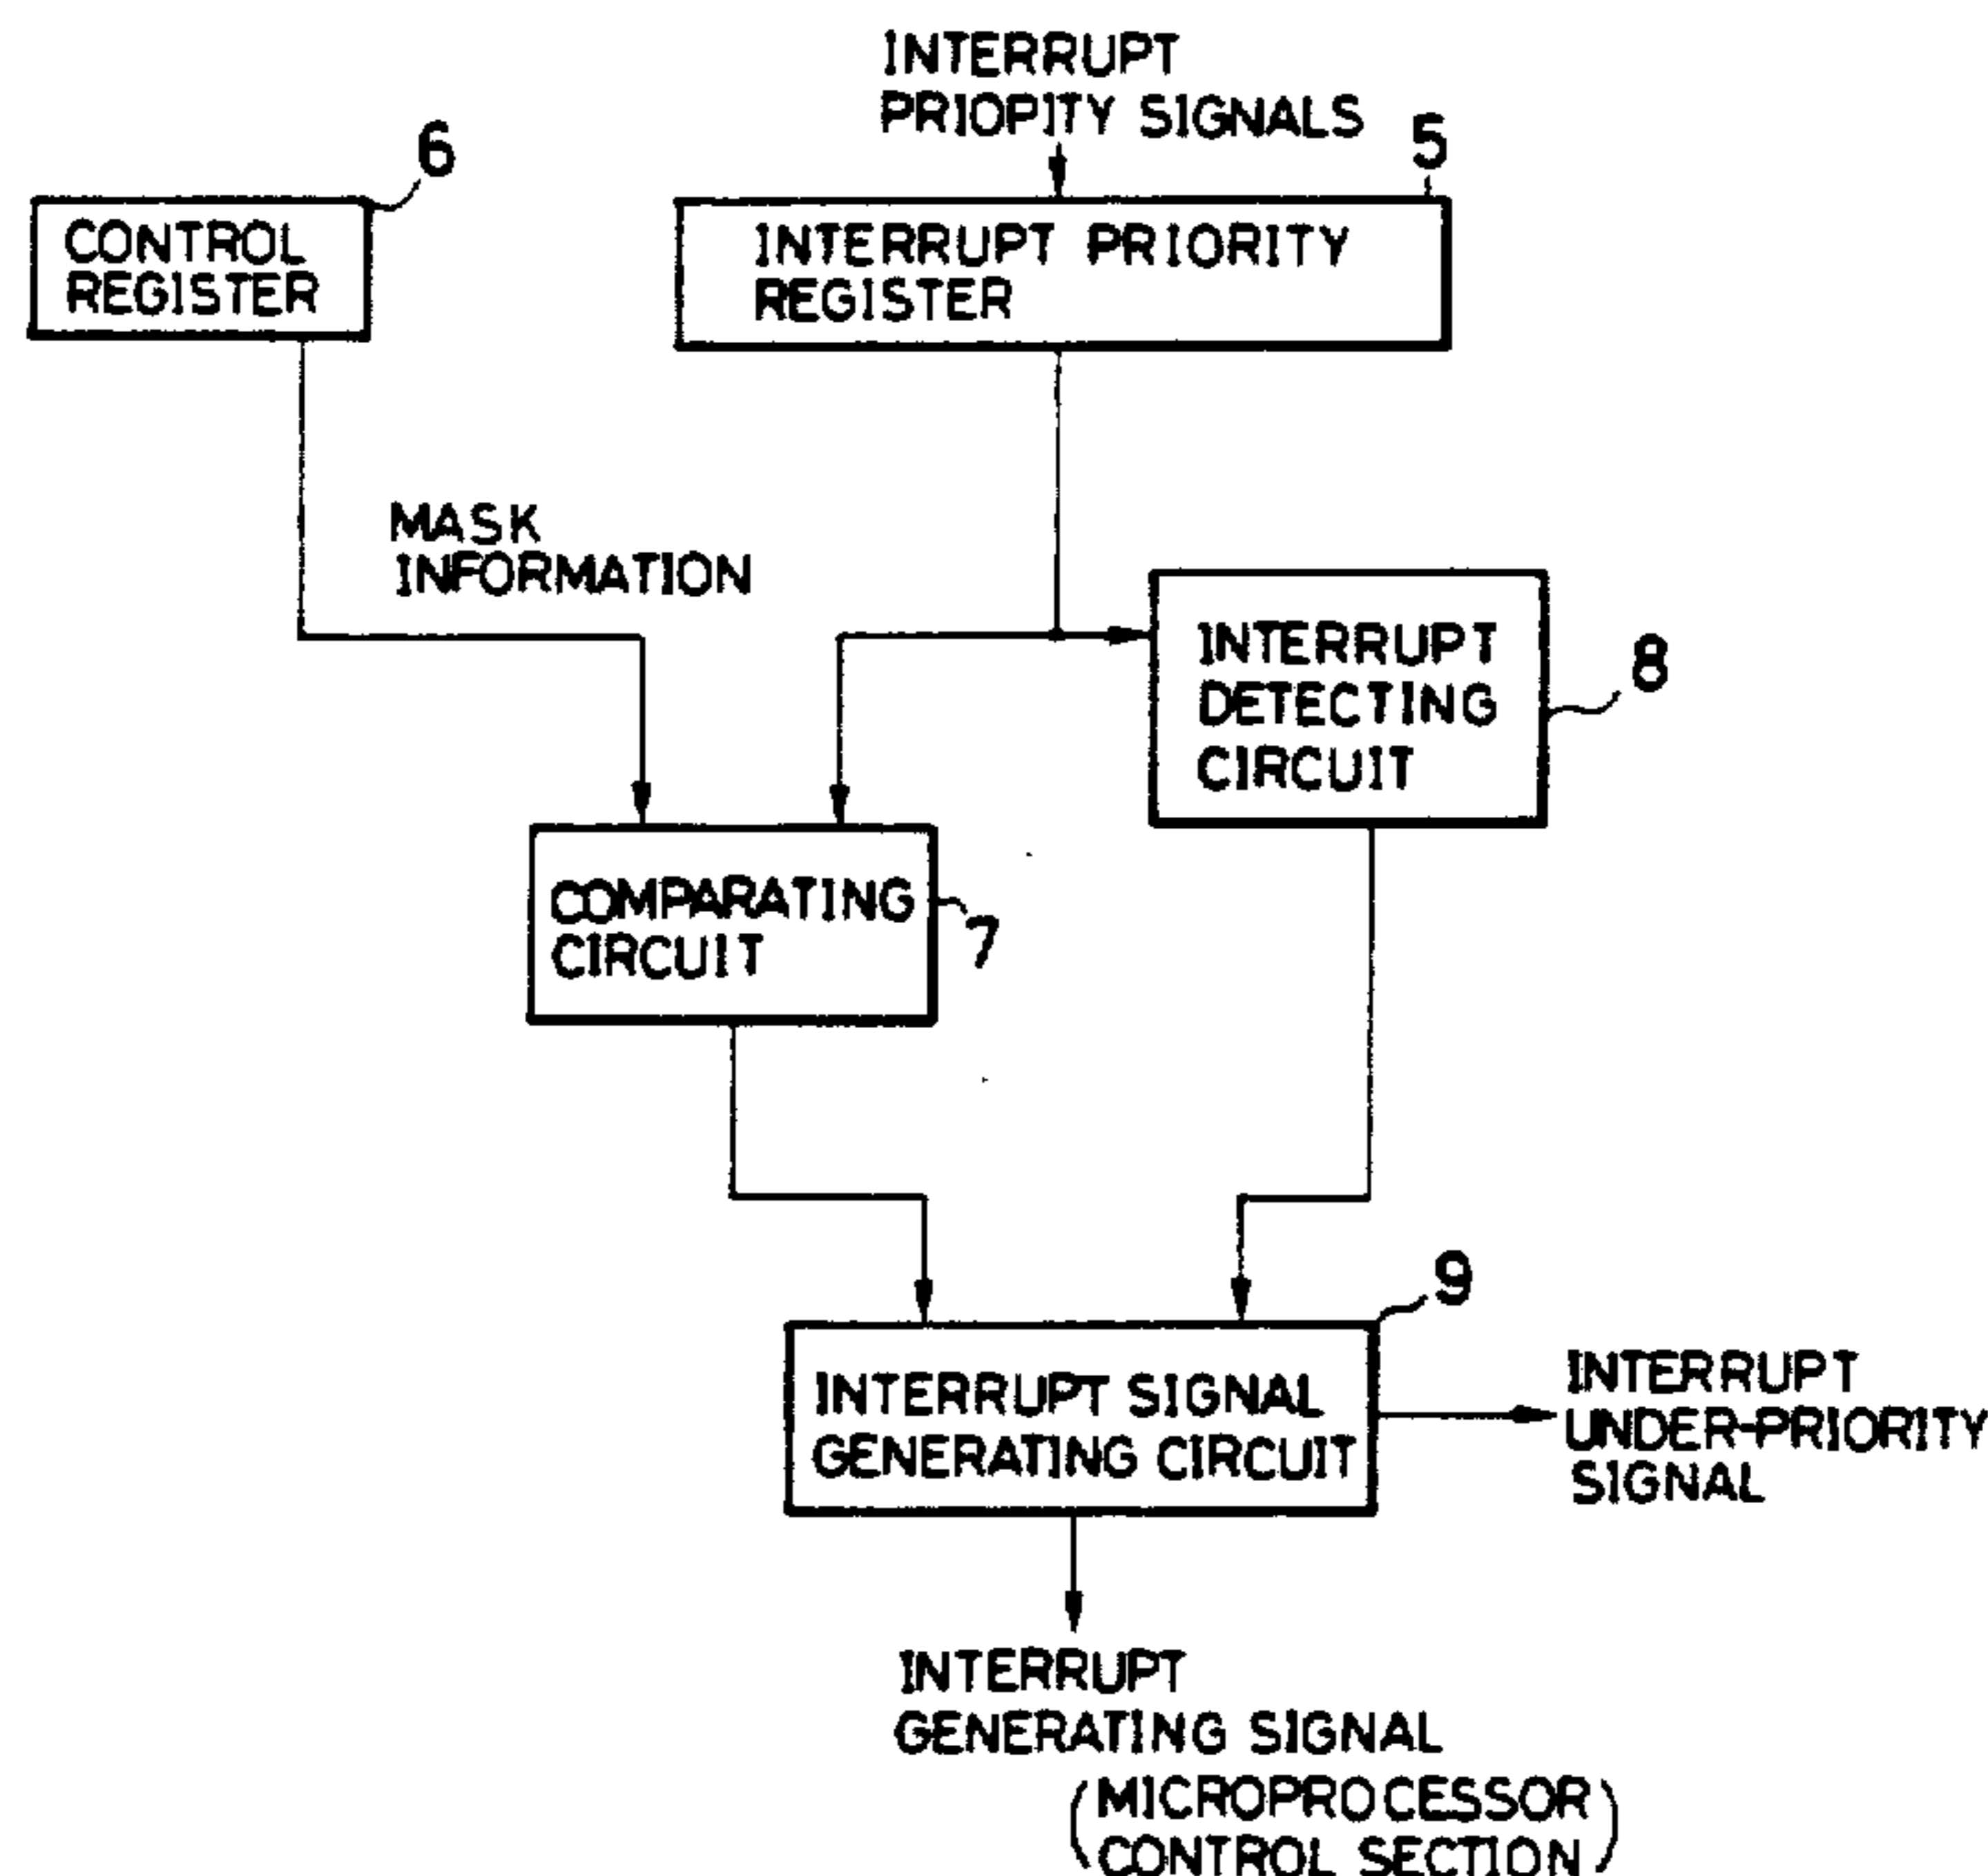 INTERRUPT
PRIOPITY SIGNALS
6
5
CONTROL
REGISTER
INTERRUPT PRIORITY
REGISTER
MASK
INFORMATION
INTERRUPT
DETECTING
CIRCUIT
8
COMPARATING
CIRCUIT
7
9
INTERRUPT SIGNAL
GENERATING CIRCUIT
INTERRUPT
UNDER-PRIORITY
SIGNAL
INTERRUPT
GENERATING SIGNAL
(MICROPROCESSOR
CONTROL SECTION)